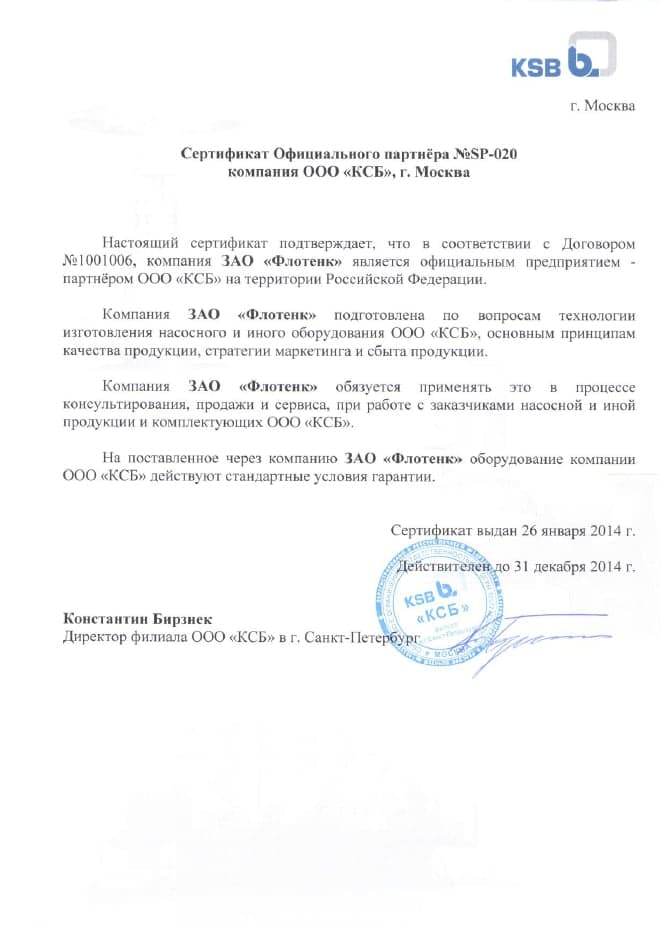 KSB b.
г. Москва
Сертификат Официального партнёра №SP-020
компания ООО «КСБ», г. Москва
Настоящий сертификат подтверждает, что в соответствии с Договором
№1001006, компания ЗАО «Флотенк» является официальным предприятием -
партнёром ООО «КСБ» на территории Российской Федерации.
Компания ЗАО «Флотенк» подготовлена по вопросам технологии
изготовления насосного и иного оборудования ООО «КСБ», основным принципам
качества продукции, стратегии маркетинга и сбыта продукции.
Компания ЗАО «Флотенк» обязуется применять это в процессе
консультирования, продажи и сервиса, при работе с заказчиками насосной и иной
продукции и комплектующих ООО «КСБ».
На поставленное через компанию ЗАО «Флотенк» оборудование компании
ООО «КСБ» действуют стандартные условия гарантии.
Сертификат выдан 26 января 2014 г.
Действителен до 31 декабря 2014 г.
KSB b.
«КСБ»
МОСКВА
Константин Бирзнек
Директор филиала ООО «КСБ» в г. Санкт-Петербург